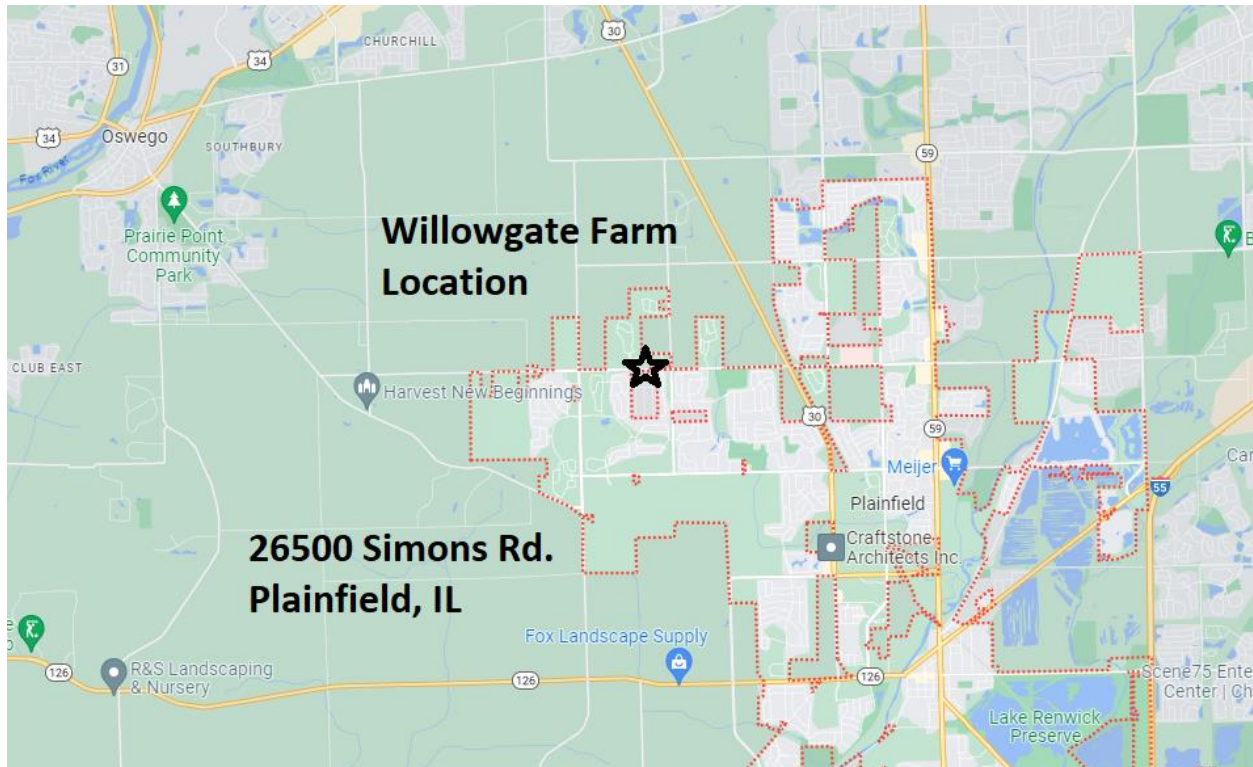 30
CHURCHILL
34
31
34
Oswego
SOUTHBURY
Fox River
59
Prairie Point
Community
Park
Willowgate Farm
Location
CLUB EAST
Harvest New Beginnings
30
59
Meijer
55
Plainfield
26500 Simons Rd.
Plainfield, IL
Craftstone
Architects Inc.
Fox Landscape Supply
126
R&S Landscaping
& Nursery
126
126
Scene75 Ente
Center | Ch
Lake Renwick
Preserve